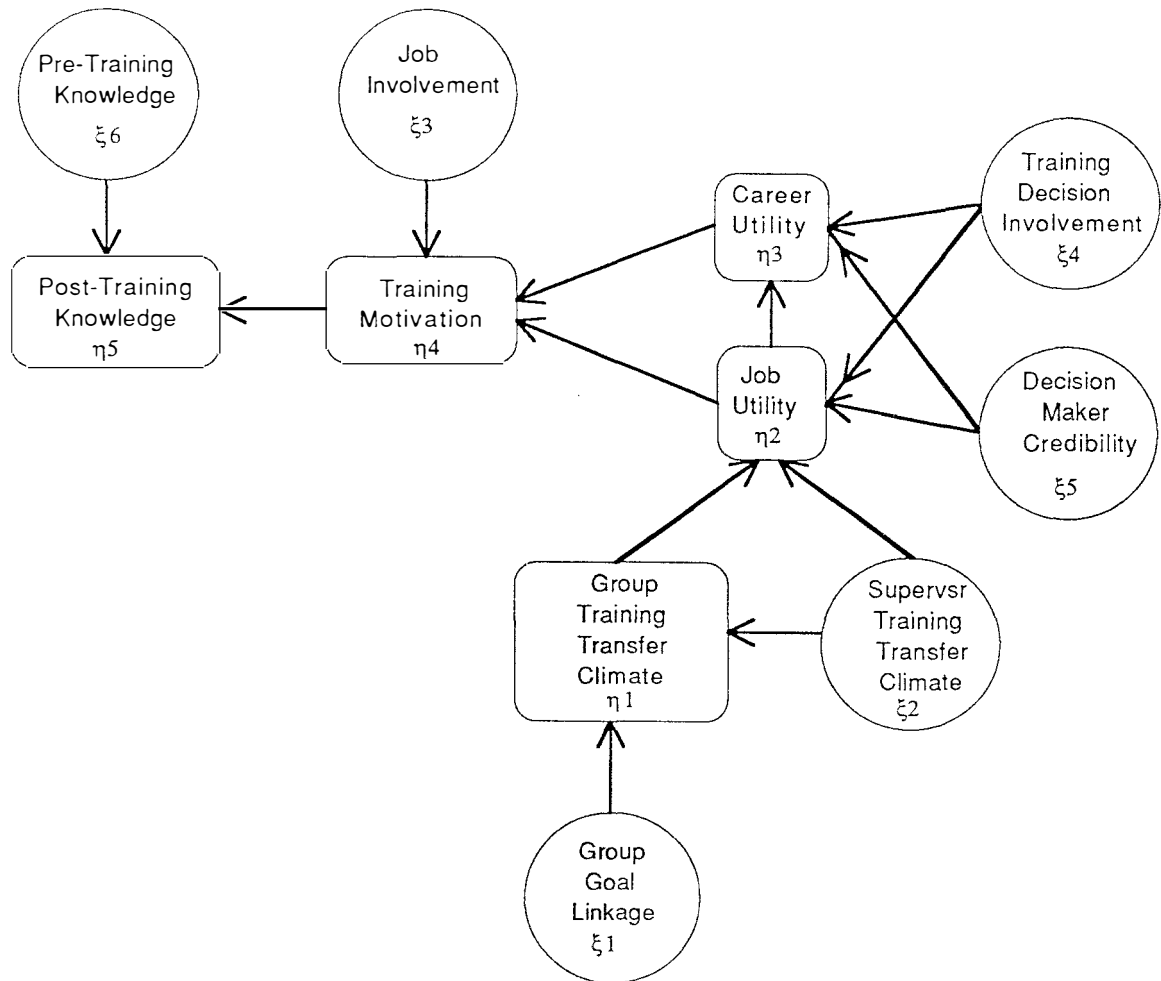 Pre-Training
Knowledge
ξ6
Job
Involvement
ξ3
Training
Decision
Involvement
ξ4
Career
Utility
η3
Post-Training
Knowledge
η5
Training
Motivation
η4
Job
Utility
η2
Decision
Maker
Credibility
ξ5
Group
Training
Transfer
Climate
η1
Supervsr
Training
Transfer
Climate
ξ2
Group
Goal
Linkage
ξ1